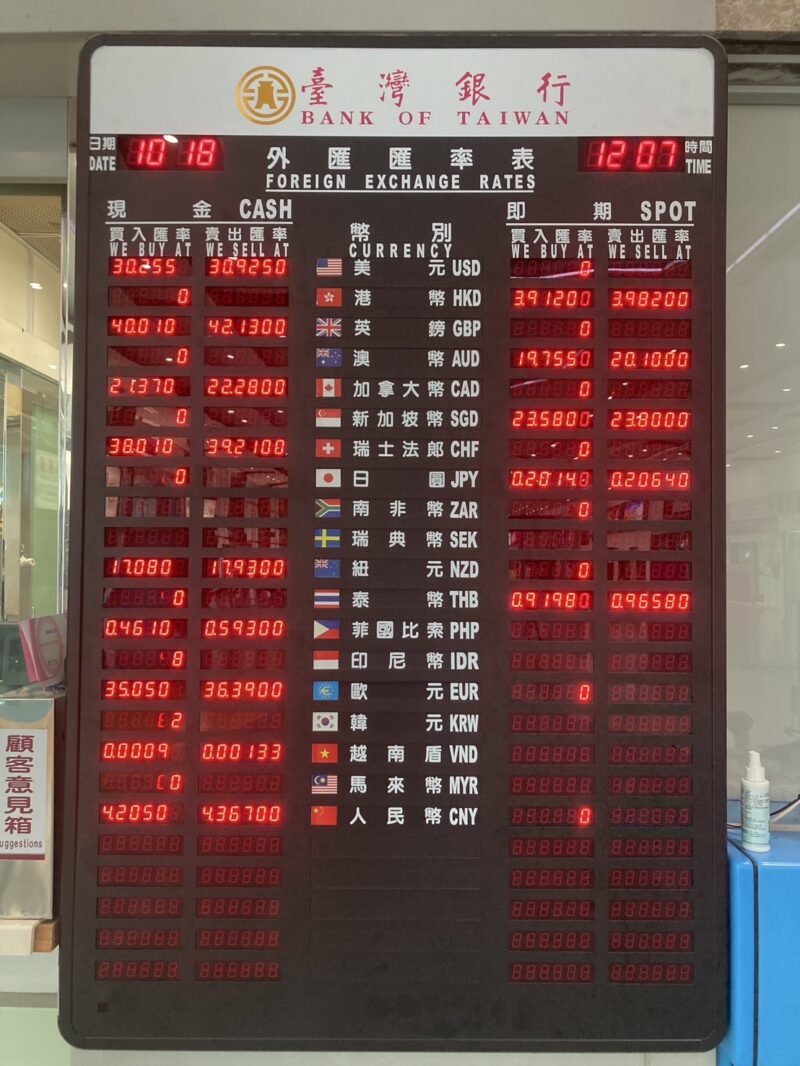 臺灣銀行
BANK OF TAIWAN
日期 DATE 10 18 外匯匯率表 12 07 時間 TIME
FOREIGN EXCHANGE RATES
現金 CASH 即期 SPOT
買入匯率 賣出匯率 幣別 買入匯率 賣出匯率
WE BUY AT WE SELL AT CURRENCY WE BUY AT WE SELL AT
30.255 30.9250 美元 USD 0
0 港幣 HKD 3.91200 3.98200
40.010 42.1300 英鎊 GBP 0
0 澳幣 AUD 19.7550 20.1000
21.370 22.2800 加拿大幣 CAD 0
0 新加坡幣 SGD 23.5800 23.8000
38.010 39.2100 瑞士法郎 CHF 0
0 日圓 JPY 0.20140 0.20640
南非幣 ZAR 0
瑞典幣 SEK
17.080 17.9300 紐元 NZD 0
0 泰幣 THB 0.91980 0.96580
0.4610 0.59300 菲國比索 PHP
8 印尼幣 IDR
35.050 36.3900 歐元 EUR 0
2 韓元 KRW
0.0009 0.00133 越南盾 VND
0 馬來幣 MYR
4.2050 4.36700 人民幣 CNY 0
顧客意見箱
uggestions